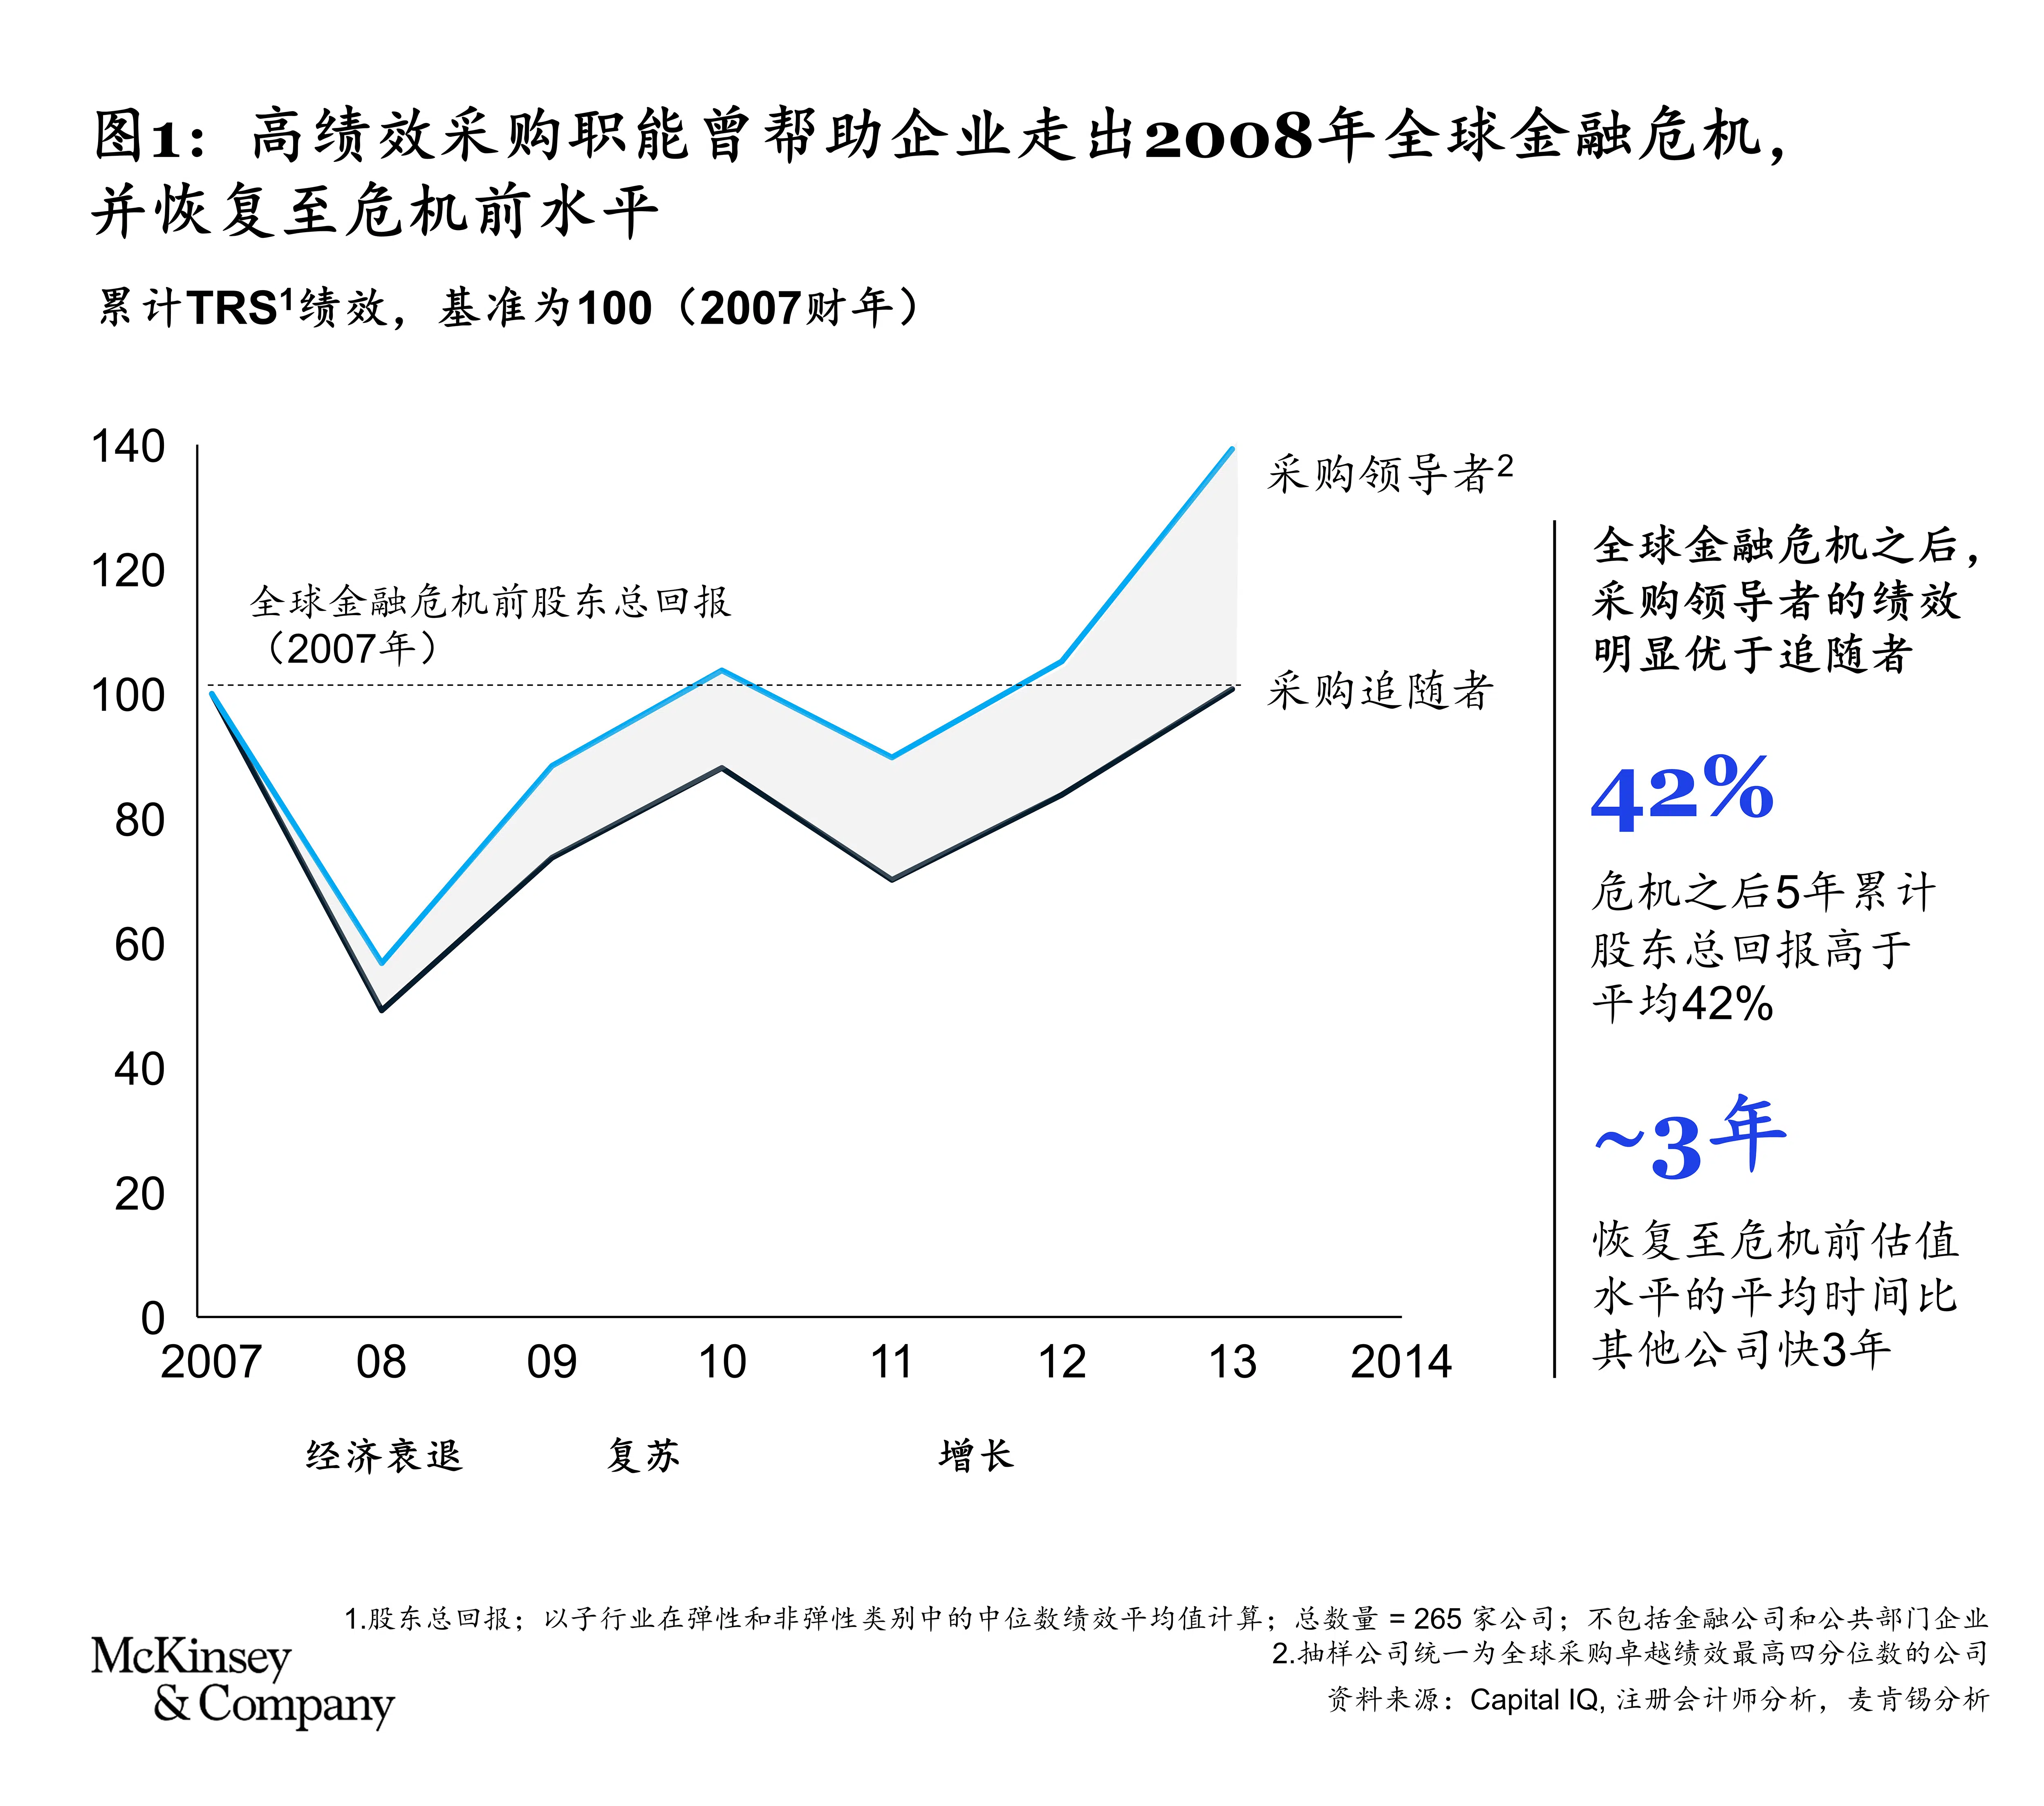 图1：高绩效采购职能曾帮助企业走出2008年全球金融危机，
并恢复至危机前水平
累计TRS¹绩效，基准为100（2007财年）
140
120
100
80
60
40
20
0
全球金融危机前股东总回报
（2007年）
采购领导者²
采购追随者
2007 08 09 10 11 12 13 2014
经济衰退 复苏 增长
全球金融危机之后，
采购领导者的绩效
明显优于追随者
42%
危机之后5年累计
股东总回报高于
平均42%
~3年
恢复至危机前估值
水平的平均时间比
其他公司快3年
1.股东总回报；以子行业在弹性和非弹性类别中的中位数绩效平均值计算；总数量 = 265 家公司；不包括金融公司和公共部门企业
2.抽样公司统一为全球采购卓越绩效最高四分位数的公司
资料来源：Capital IQ, 注册会计师分析，麦肯锡分析
McKinsey
& Company